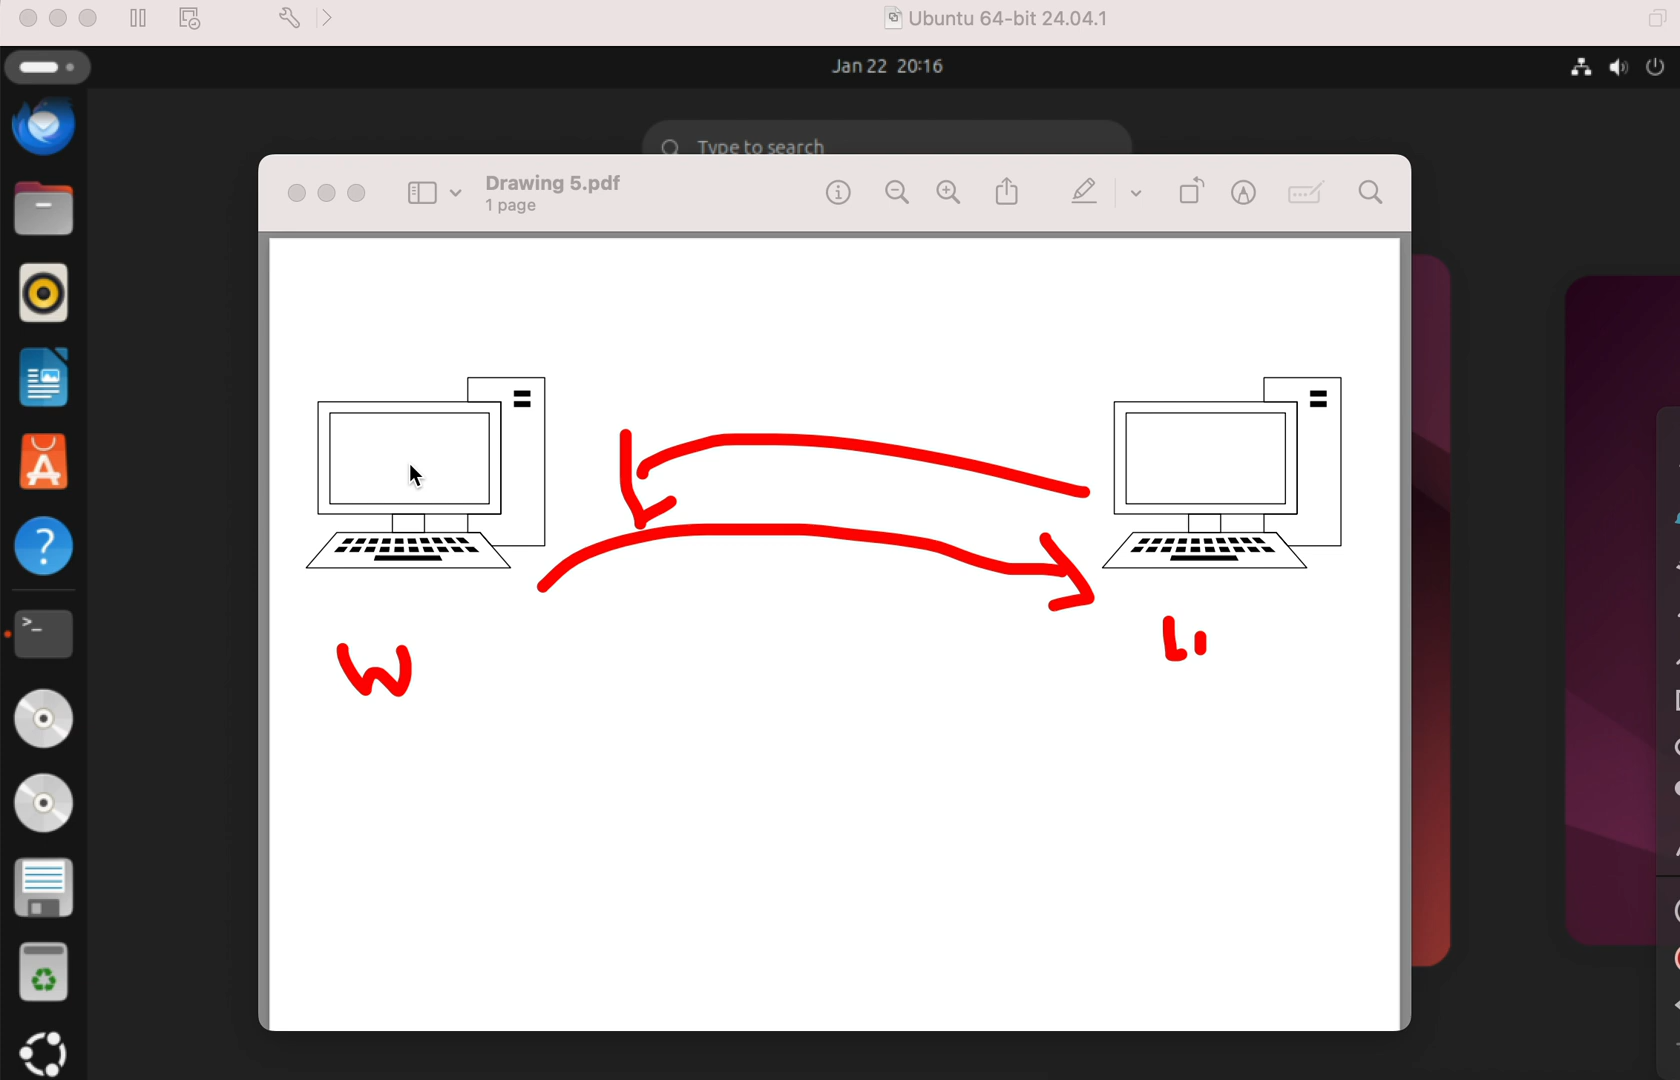 Ubuntu 64-bit 24.04.1
Jan 22 20:16
Type to search
Drawing 5.pdf
1 page
W Li